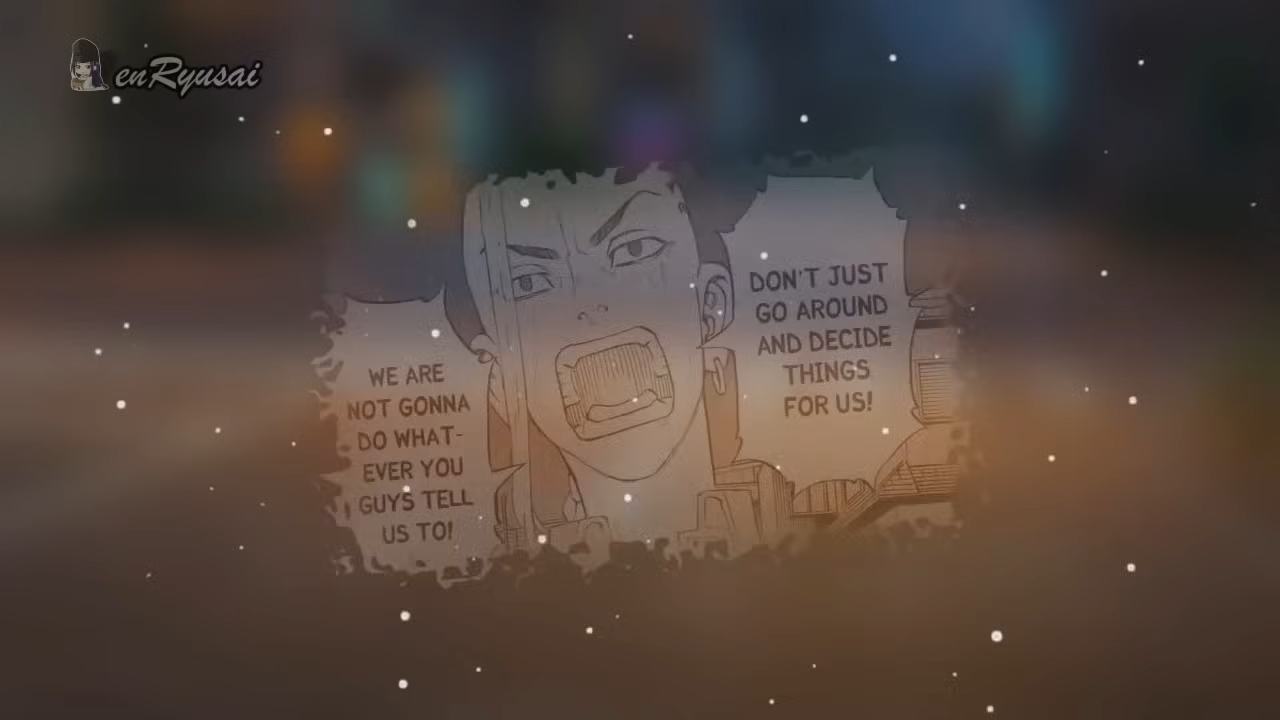 enRyusai
DON'T JUST
GO AROUND
AND DECIDE
THINGS
FOR US!
WE ARE
NOT GONNA
DO WHAT-
EVER YOU
GUYS TELL
US TO!